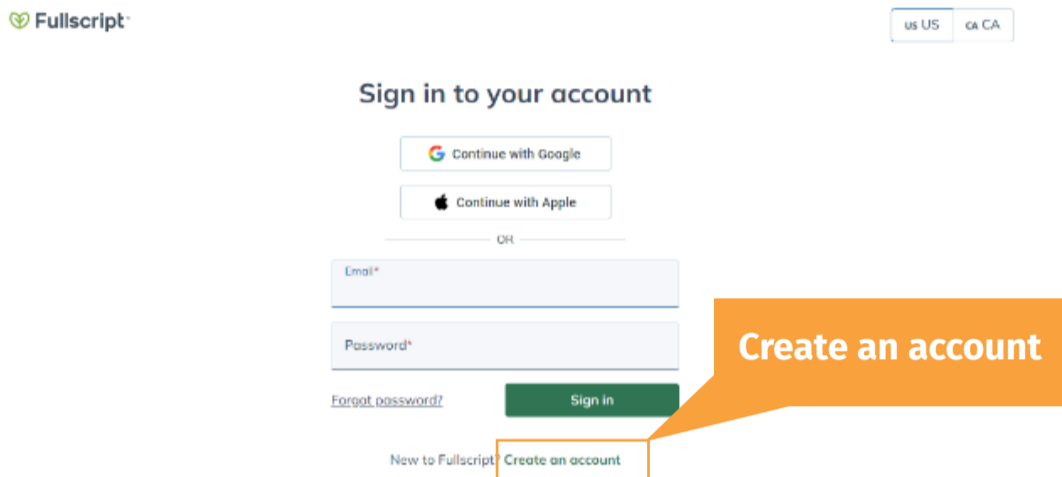 Fullscript
us US CA CA
Sign in to your account
Continue with Google
Continue with Apple
OR
Email*
Password*
Create an account
Forgot password? Sign in
New to Fullscript? Create an account